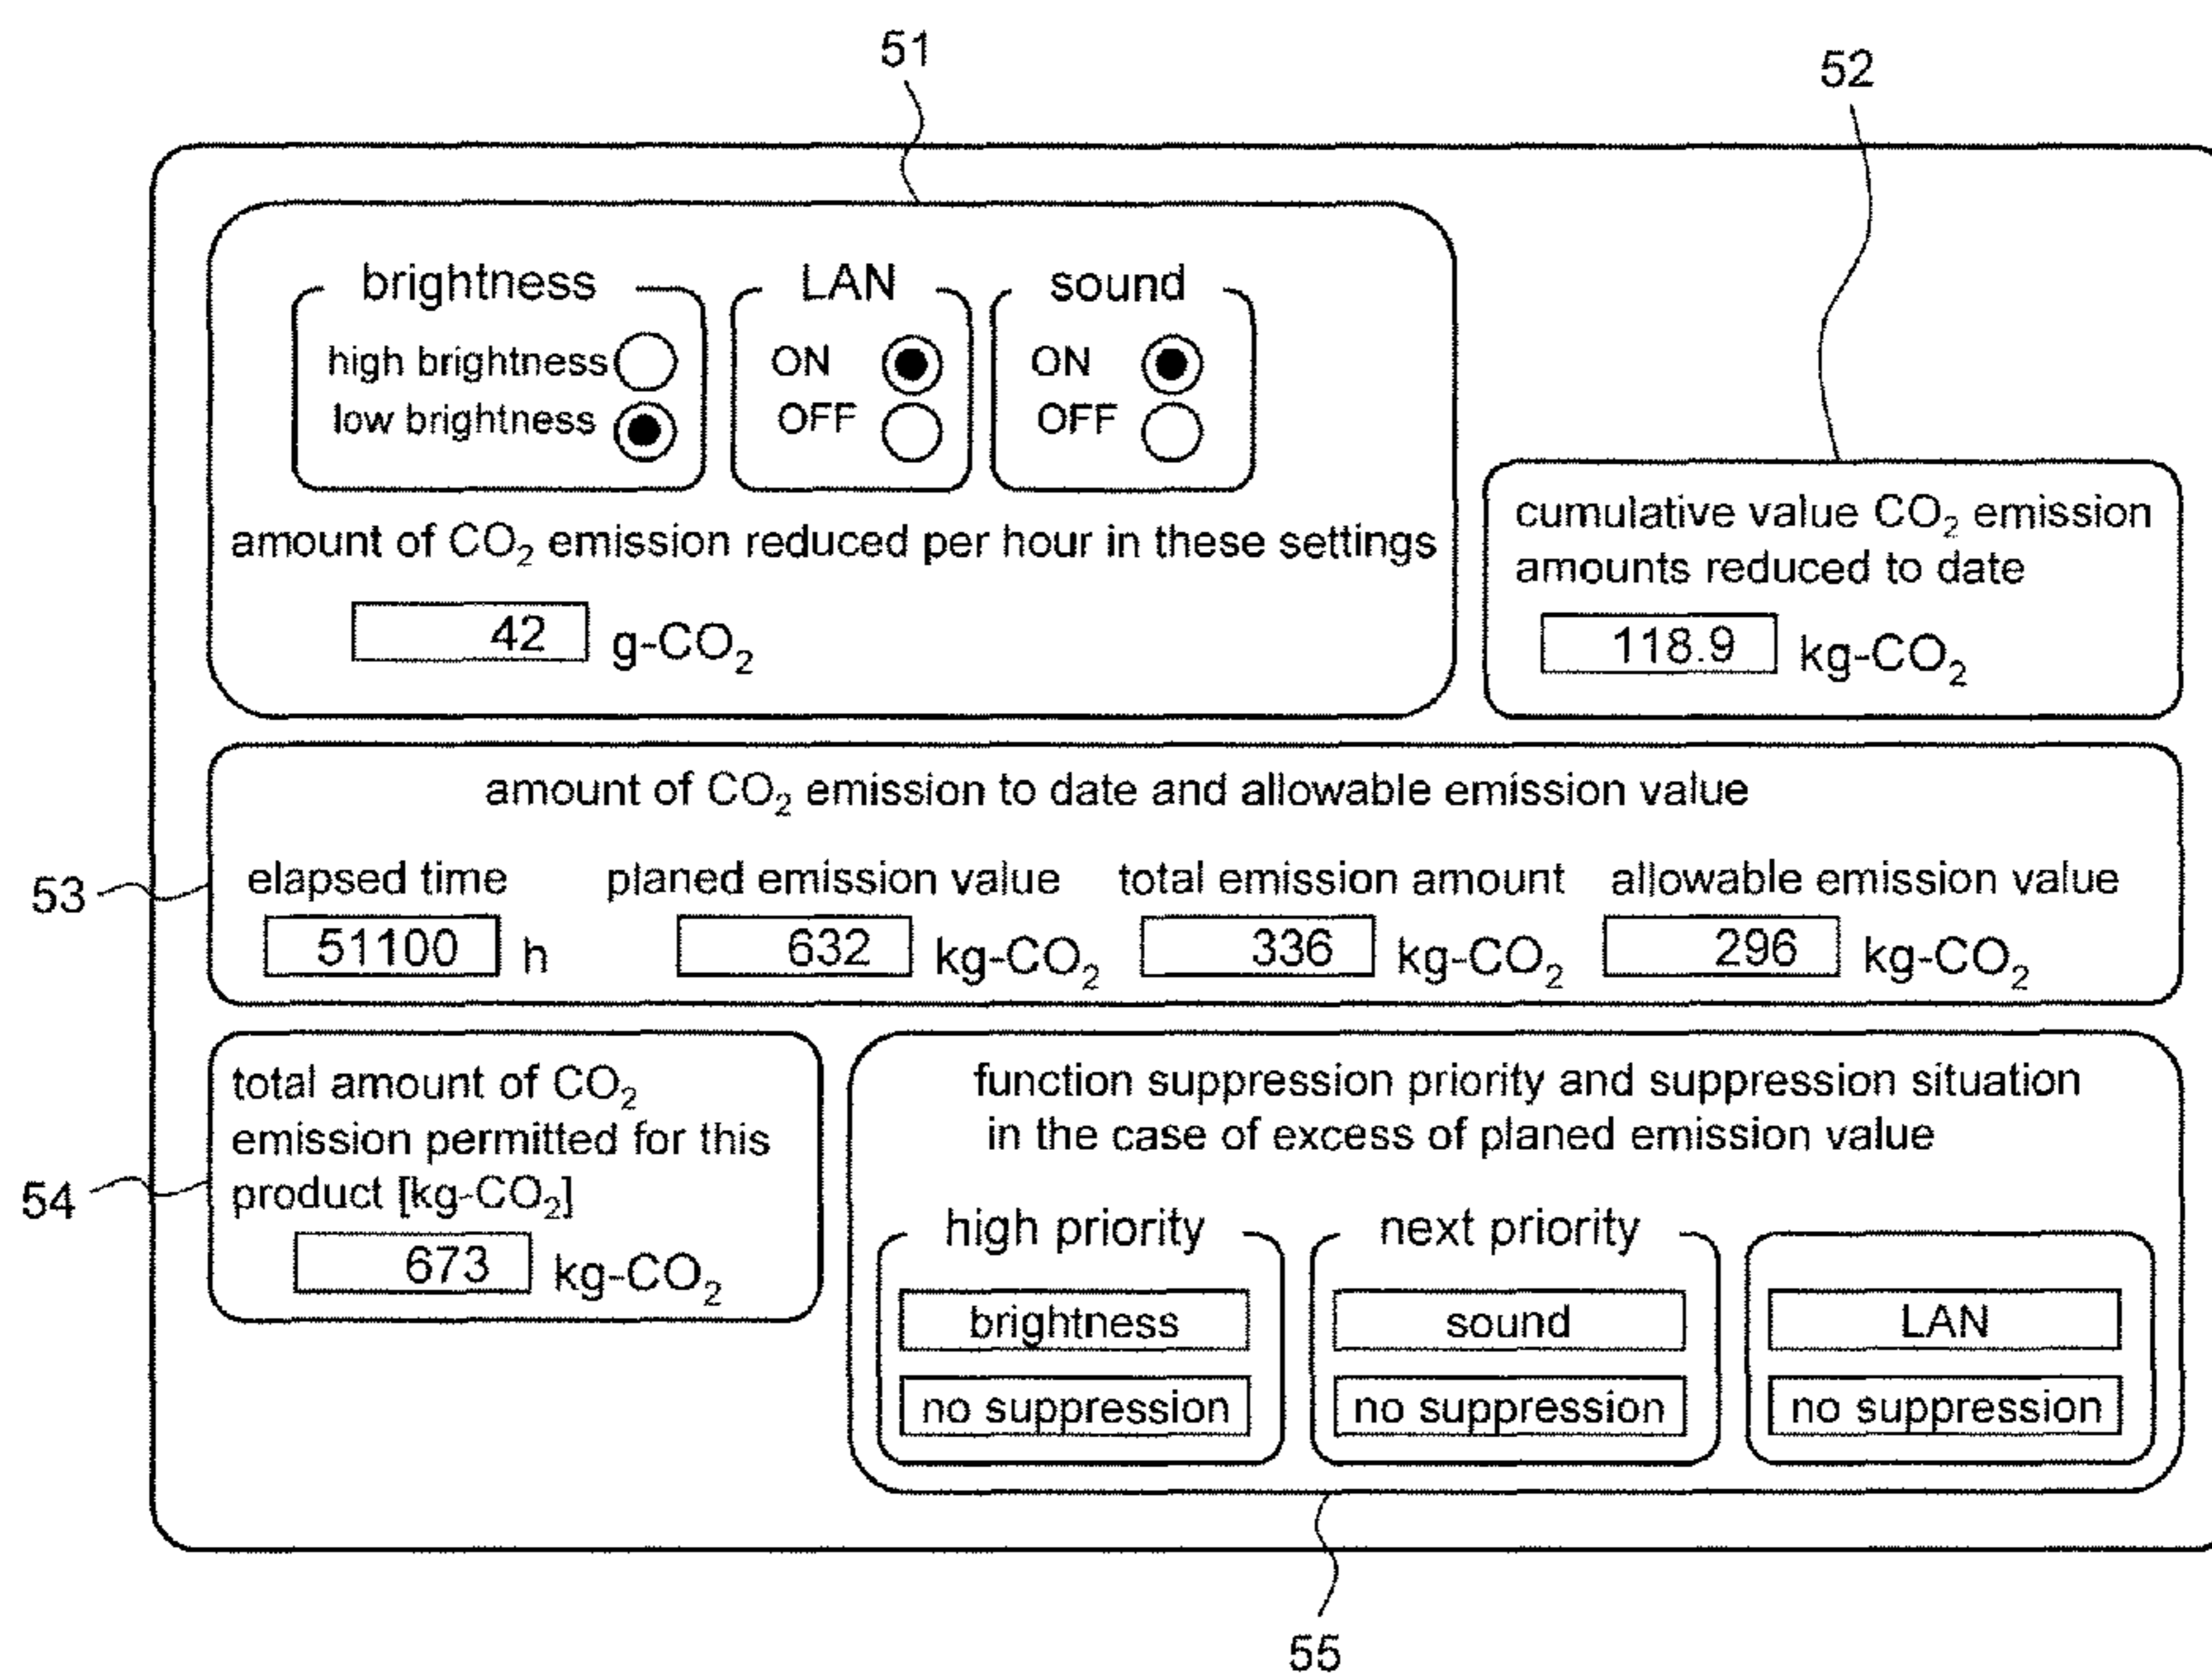 51
52
brightness
LAN
sound
high brightness
ON
ON
low brightness
OFF
OFF
amount of CO₂ emission reduced per hour in these settings
42 g-CO₂
cumulative value CO₂ emission
amounts reduced to date
118.9 kg-CO₂
53
amount of CO₂ emission to date and allowable emission value
elapsed time
planed emission value
total emission amount
allowable emission value
51100 h
632 kg-CO₂
336 kg-CO₂
296 kg-CO₂
54
total amount of CO₂
emission permitted for this
product [kg-CO₂]
673 kg-CO₂
function suppression priority and suppression situation
in the case of excess of planed emission value
high priority
next priority
brightness
sound
LAN
no suppression
no suppression
no suppression
55